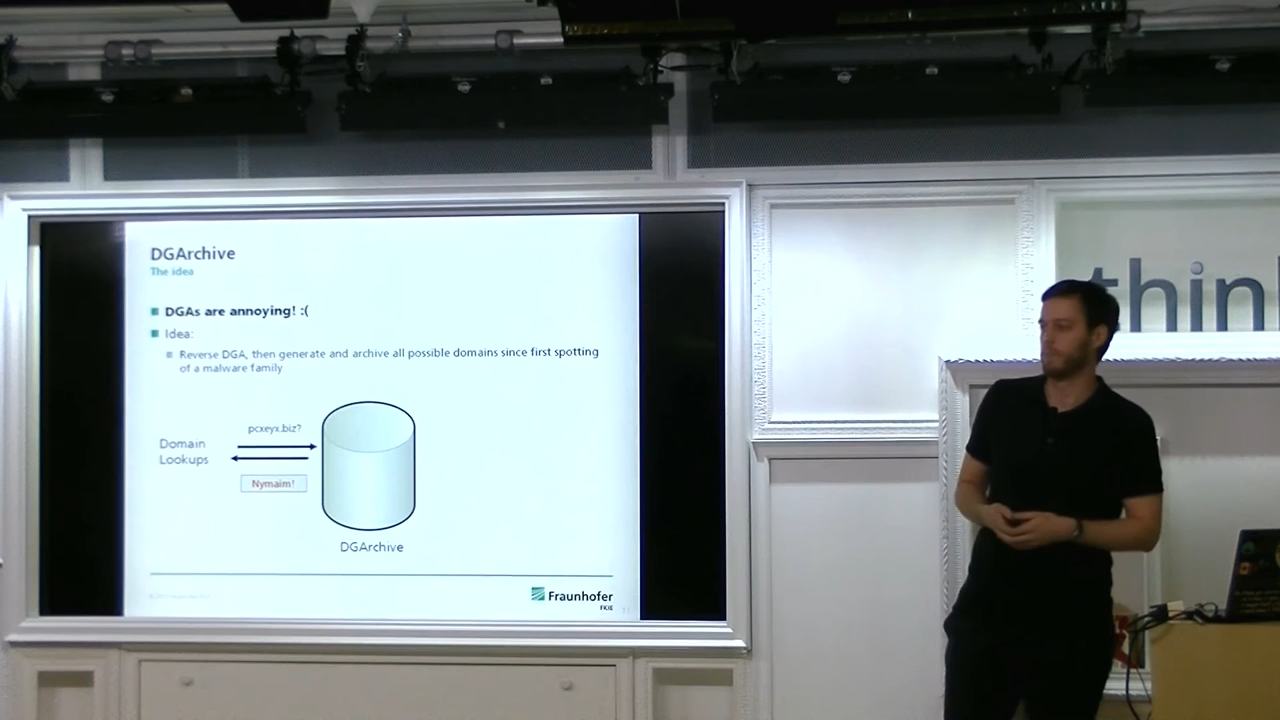 DGArchive
The idea
DGAs are annoying! :(
Idea:
Reverse DGA, then generate and archive all possible domains since first spotting
of a malware family
pcxeyx.biz?
Domain
Lookups
Nymaim!
DGArchive
Fraunhofer
FKIE
11
thin